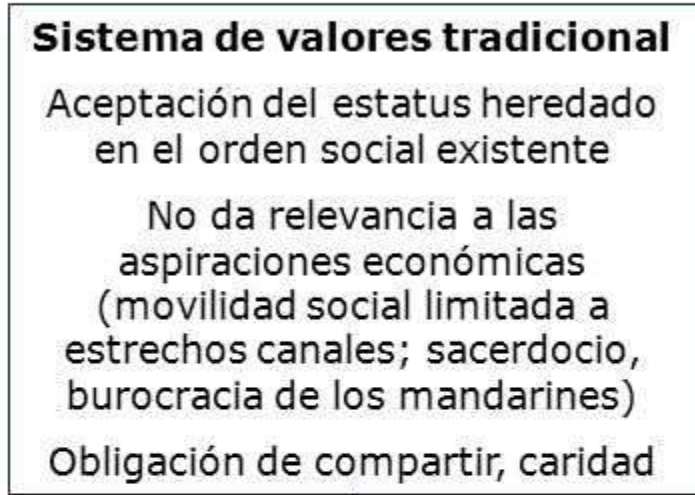 Sistema de valores tradicional
Aceptación del estatus heredado
en el orden social existente
No da relevancia a las
aspiraciones económicas
(movilidad social limitada a
estrechos canales; sacerdocio,
burocracia de los mandarines)
Obligación de compartir, caridad